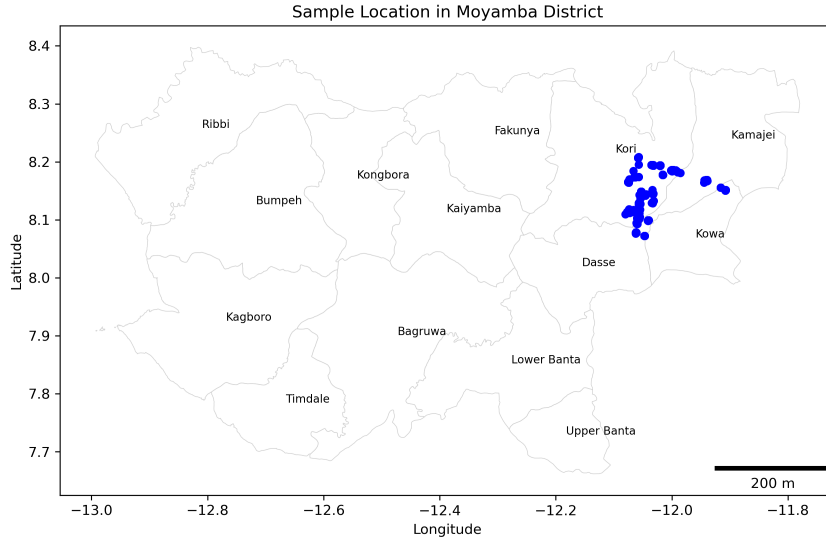 Sample Location in Moyamba District
8.4
8.3
8.2
8.1
8.0
7.9
7.8
7.7
Latitude
Ribbi
Fakunya
Kamajei
Kori
Kongbora
Bumpeh
Kaiyamba
Kowa
Dasse
Kagboro
Bagruwa
Lower Banta
Timdale
Upper Banta
200 m
−13.0 −12.8 −12.6 −12.4 −12.2 −12.0 −11.8
Longitude